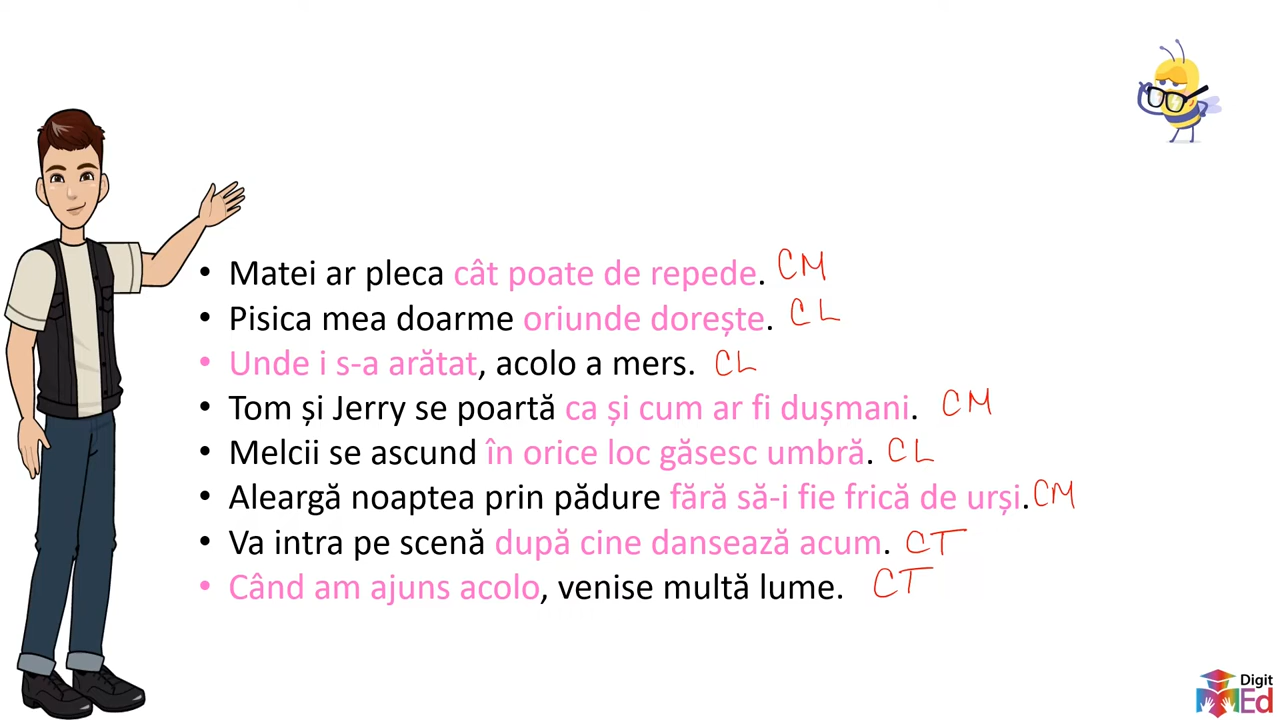 • Matei ar pleca cât poate de repede. CM
• Pisica mea doarme oriunde dorește. CL
• Unde i s-a arătat, acolo a mers. CL
• Tom și Jerry se poartă ca și cum ar fi dușmani. CM
• Melcii se ascund în orice loc găsesc umbră. CL
• Aleargă noaptea prin pădure fără să-i fie frică de urși. CM
• Va intra pe scenă după cine dansează acum. CT
• Când am ajuns acolo, venise multă lume. CT
Digit
Ed